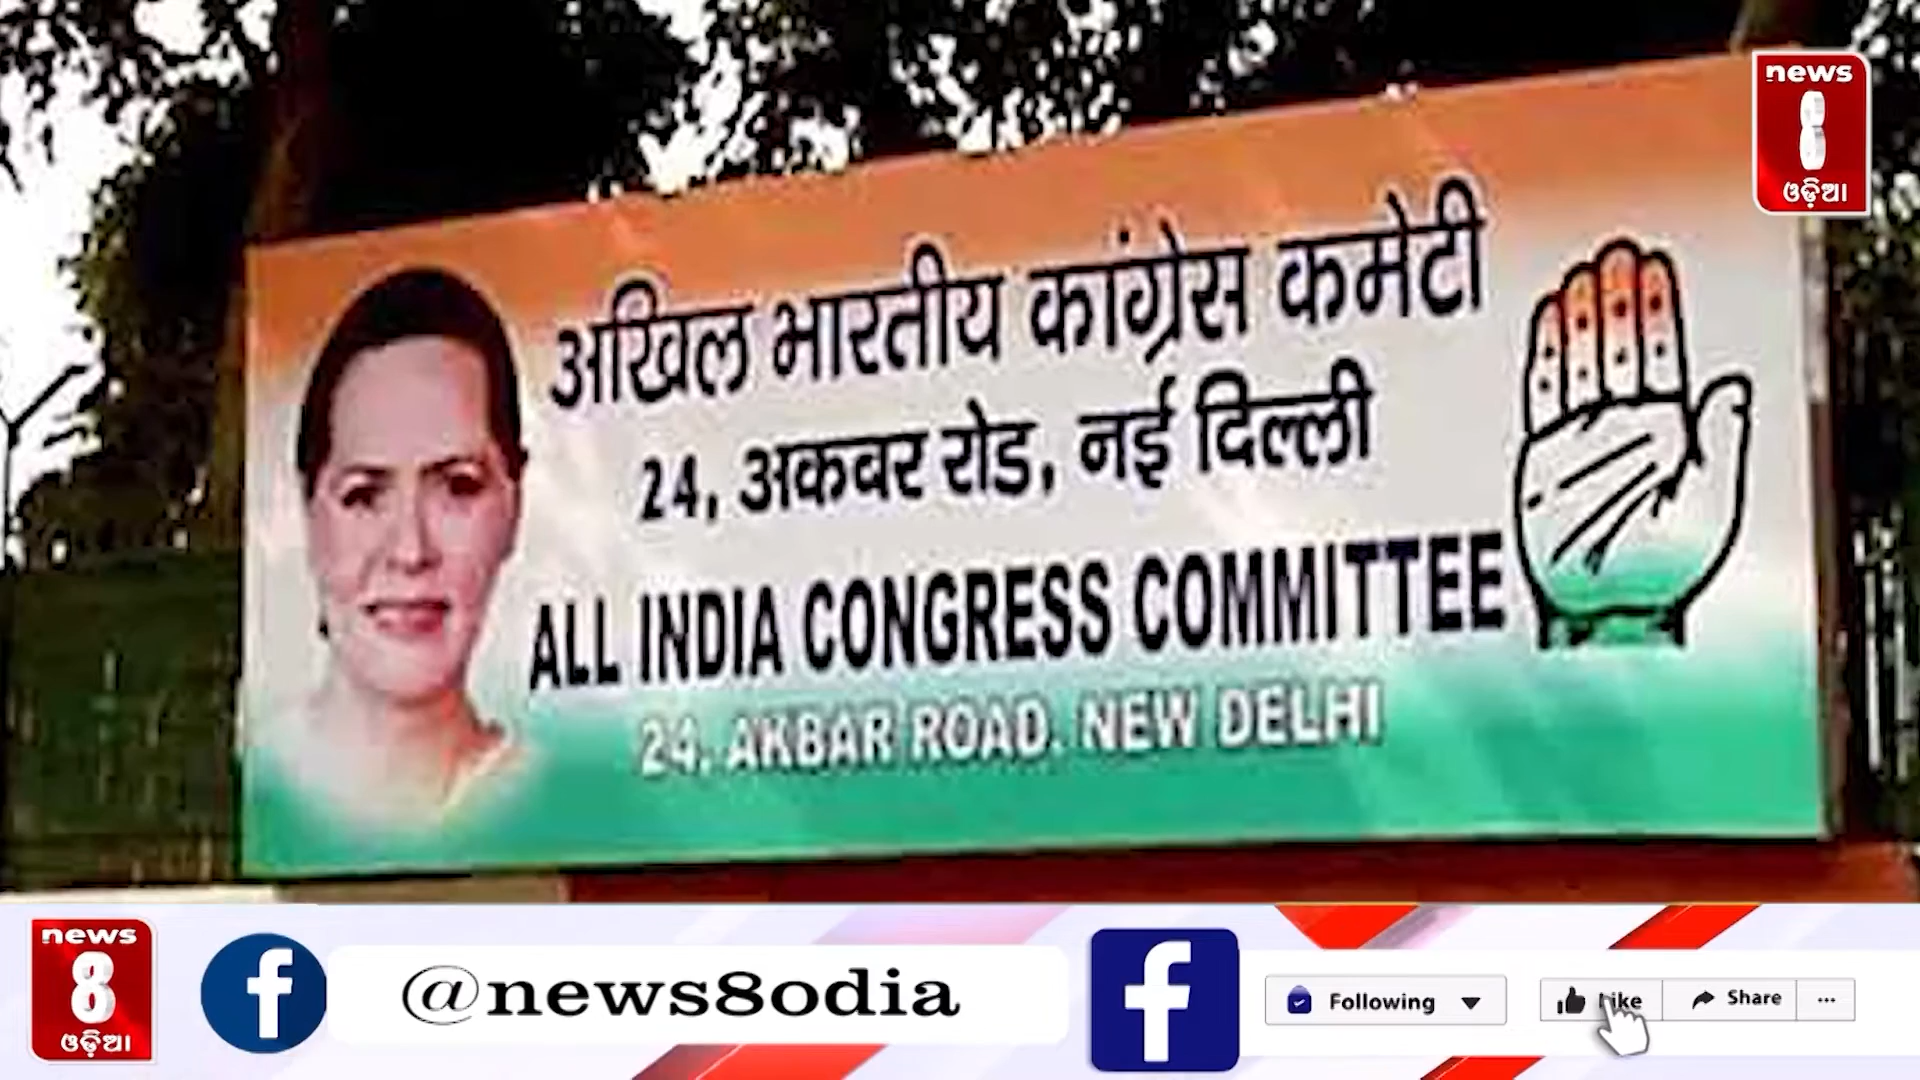 news
8
ଓଡ଼ିଆ
अखिल भारतीय कांग्रेस कमेटी
24, अकबर रोड, नई दिल्ली
ALL INDIA CONGRESS COMMITTEE
24, AKBAR ROAD, NEW DELHI
news
8
ଓଡ଼ିଆ
@news8odia
Following
Like
Share